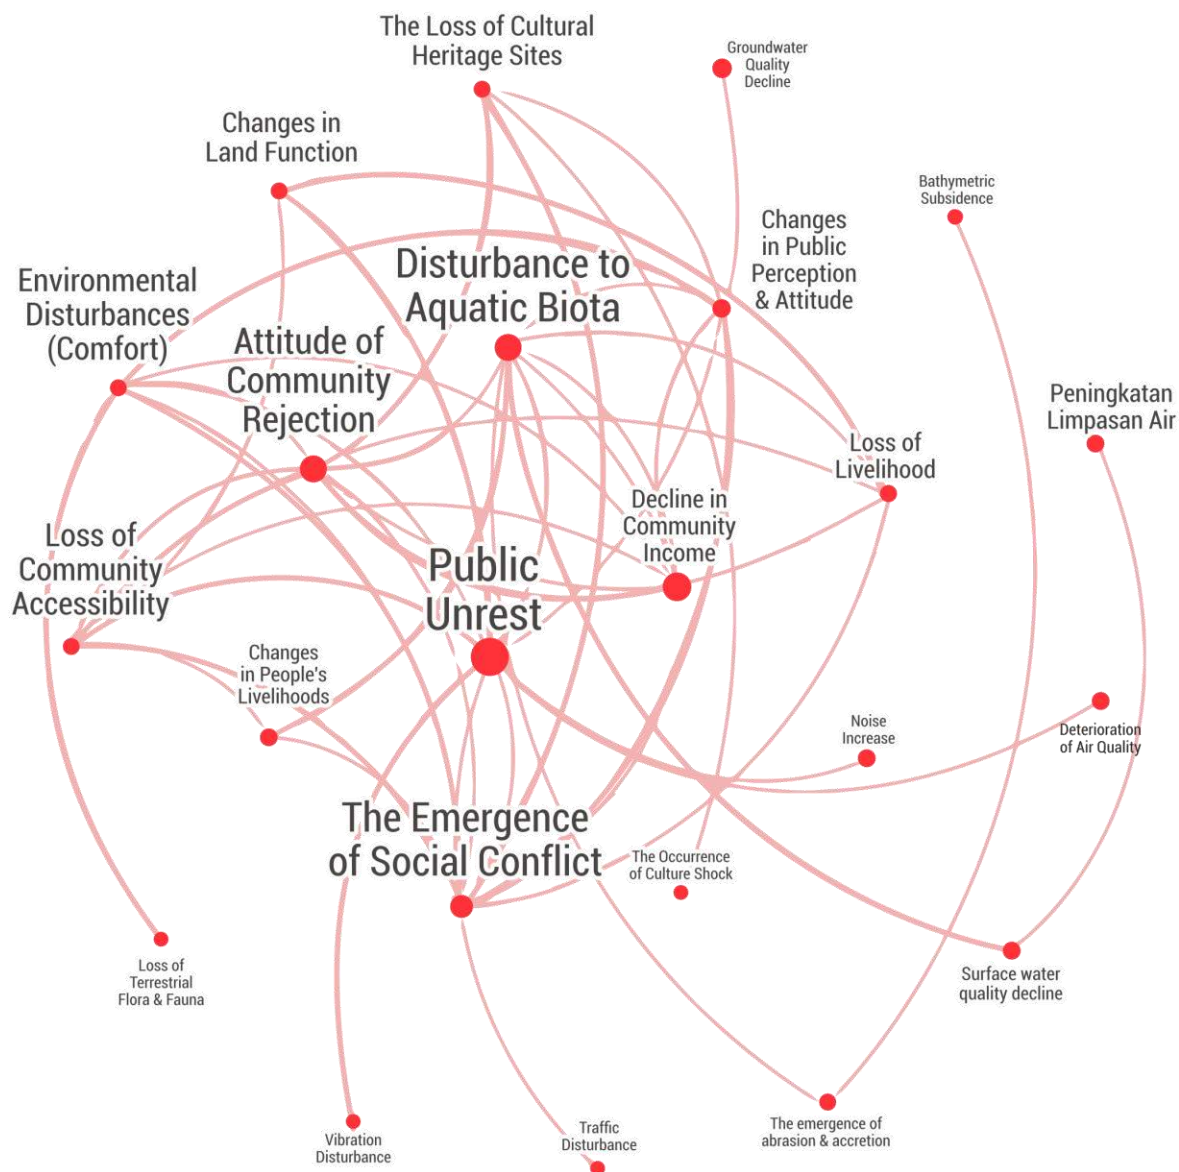 The Loss of Cultural
Heritage Sites
Groundwater
Quality
Decline
Changes in
Land Function
Bathymetric
Subsidence
Changes
in Public
Perception
& Attitude
Disturbance to
Aquatic Biota
Environmental
Disturbances
(Comfort)
Attitude of
Community
Rejection
Peningkatan
Limpasan Air
Loss of
Livelihood
Decline in
Community
Income
Loss of
Community
Accessibility
Public
Unrest
Changes
in People's
Livelihoods
Noise
Increase
Deterioration
of Air Quality
The Emergence
of Social Conflict
The Occurrence
of Culture Shock
Loss of
Terrestrial
Flora & Fauna
Surface water
quality decline
Vibration
Disturbance
Traffic
Disturbance
The emergence of
abrasion & accretion